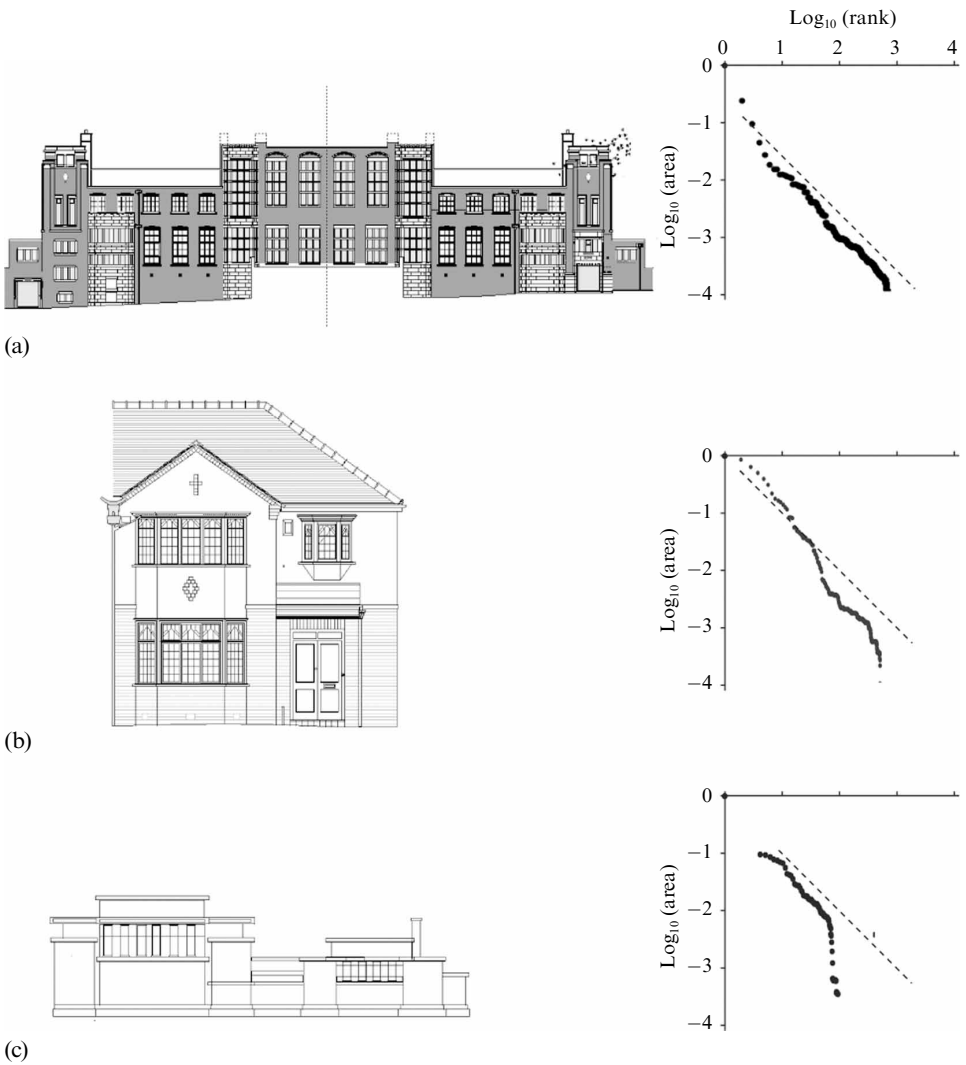 Log₁₀ (rank)
0 1 2 3 4
0
−1
−2
−3
−4
Log₁₀ (area)
(a)
0
−1
−2
−3
−4
Log₁₀ (area)
(b)
0
−1
−2
−3
−4
Log₁₀ (area)
(c)